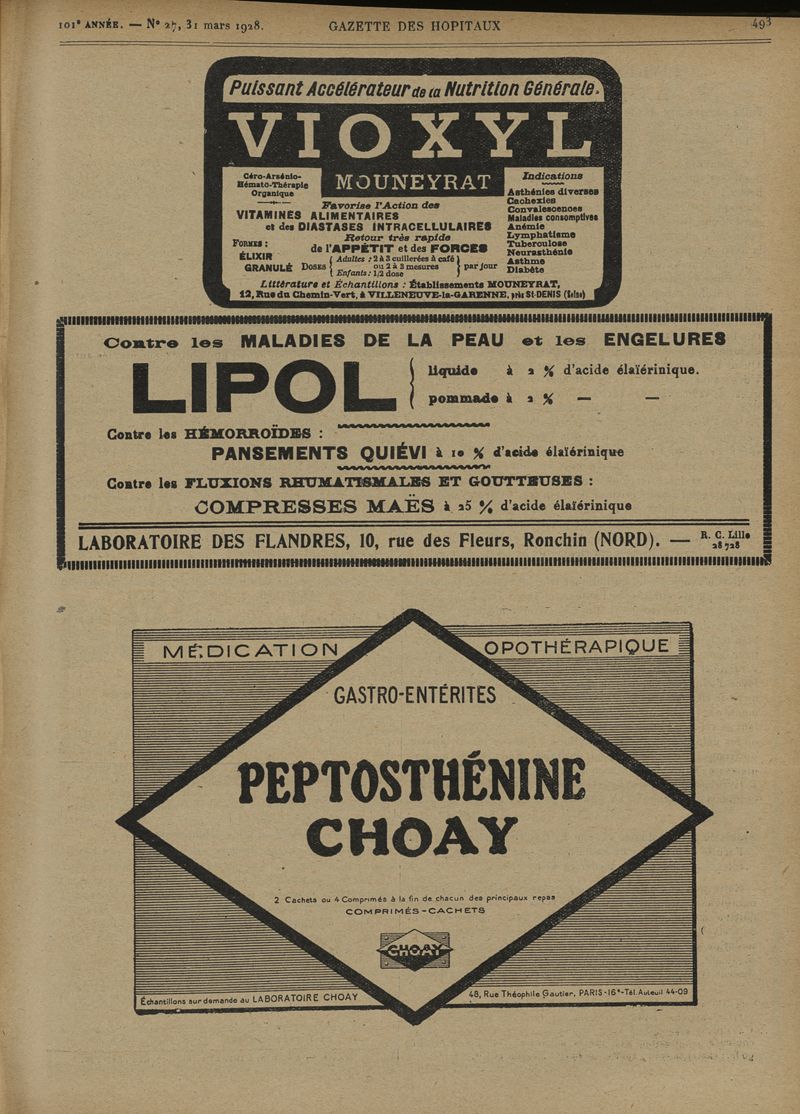 101e ANNÉE. — No 25, 31 mars 1928. GAZETTE DES HOPITAUX 493
Puissant Accélérateur de la Nutrition Générale.
VIOXYL
MOUNEYRAT
Céro-Arsénio-
Hémato-Thérapie
Organique
Favorise l'Action des
VITAMINES ALIMENTAIRES
et des DIASTASES INTRACELLULAIRES
Retour très rapide
de l'APPÉTIT et des FORCES
FORMES :
ÉLIXIR
GRANULÉ
DOSES { Adultes : 2 à 3 cuillerées à café
ou 2 à 3 mesures
Enfants : 1/2 dose } par jour
Indications
Asthénies diverses
Cachexies
Convalescences
Maladies consomptives
Anémie
Lymphatisme
Tuberculose
Neurasthénie
Asthme
Diabète
Littérature et Échantillons : Établissements MOUNEYRAT,
12, Rue du Chemin-Vert, à VILLENEUVE-la-GARENNE, près St-DENIS (Seine)
Contre les MALADIES DE LA PEAU et les ENGELURES
LIPOL { liquide à 2 % d'acide élaïérinique.
pommade à 2 % — —
Contre les HÉMORROÏDES :
PANSEMENTS QUIÉVI à 10 % d'acide élaïérinique
Contre les FLUXIONS RHUMATISMALES ET GOUTTEUSES :
COMPRESSES MAËS à 25 % d'acide élaïérinique
LABORATOIRE DES FLANDRES, 10, rue des Fleurs, Ronchin (NORD). — R. C. Lille
28 728
MÉDICATION OPOTHÉRAPIQUE
GASTRO-ENTÉRITES
PEPTOSTHÉNINE
CHOAY
2 Cachets ou 4 Comprimés à la fin de chacun des principaux repas
COMPRIMÉS - CACHETS
CHOAY
Échantillons sur demande au LABORATOIRE CHOAY
48, Rue Théophile Gautier, PARIS-16e-Tél. Auteuil 44-09